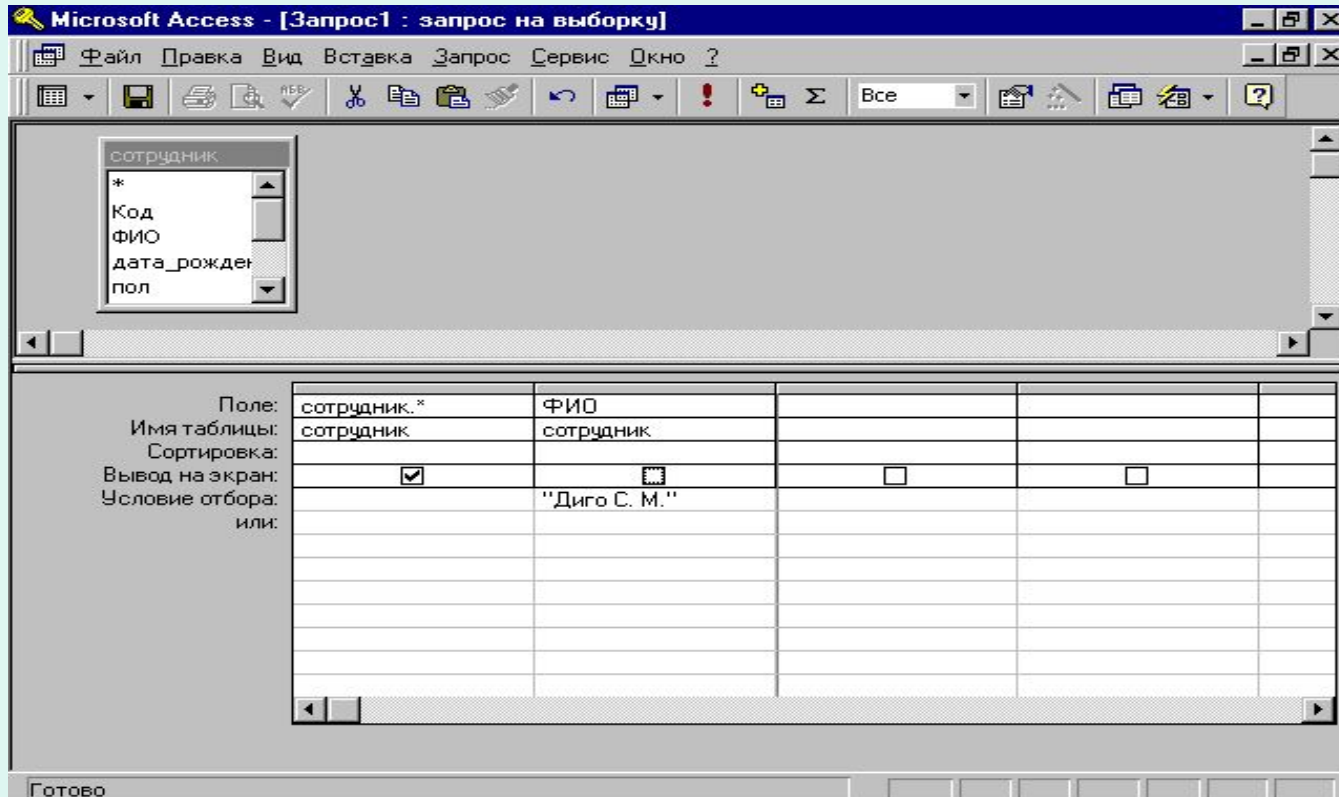 Microsoft Access - [Запрос1 : запрос на выборку]
Файл Правка Вид Вставка Запрос Сервис Окно ?
Все
сотрудник
*
Код
ФИО
дата_рожден
пол
Поле: сотрудник.* ФИО
Имя таблицы: сотрудник сотрудник
Сортировка:
Вывод на экран:
Условие отбора: "Диго С. М."
или:
Готово